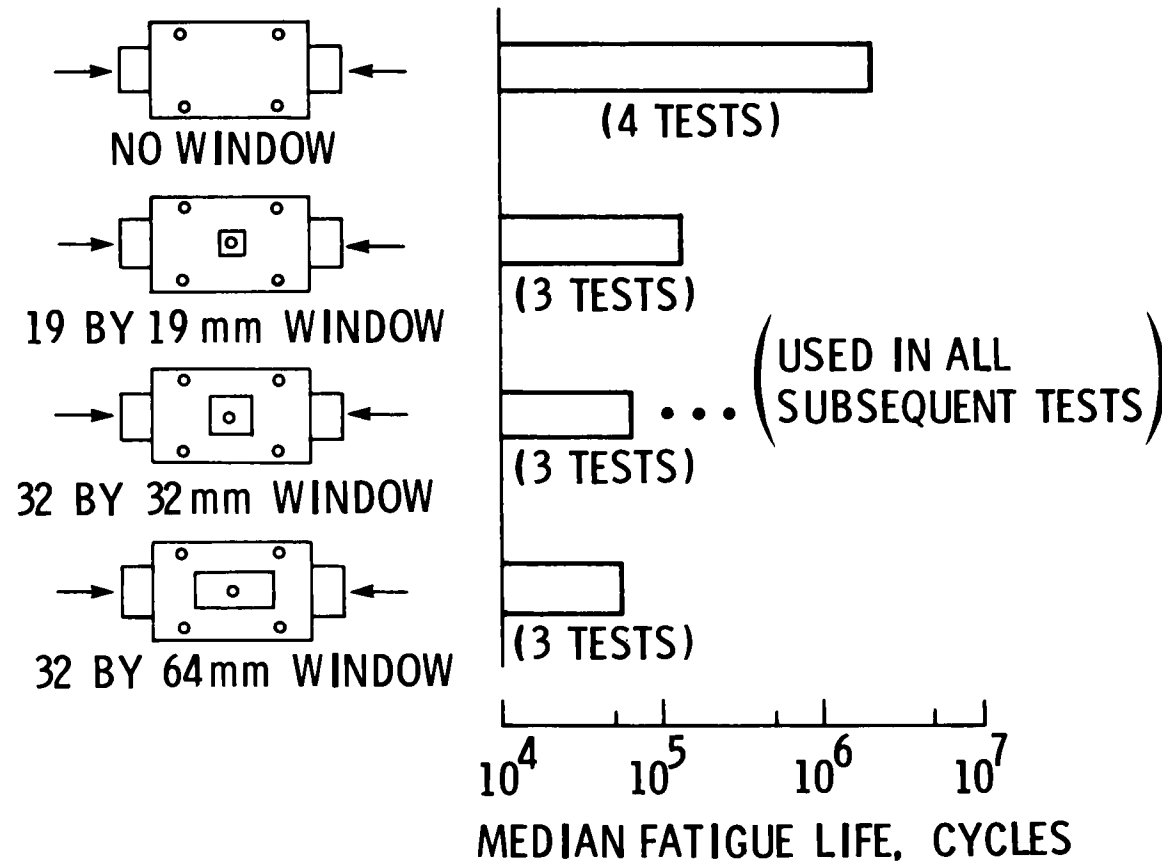 (4 TESTS)
NO WINDOW
(3 TESTS)
19 BY 19 mm WINDOW
(USED IN ALL
SUBSEQUENT TESTS)
• • •
(3 TESTS)
32 BY 32 mm WINDOW
(3 TESTS)
32 BY 64 mm WINDOW
10^4 10^5 10^6 10^7
MEDIAN FATIGUE LIFE, CYCLES